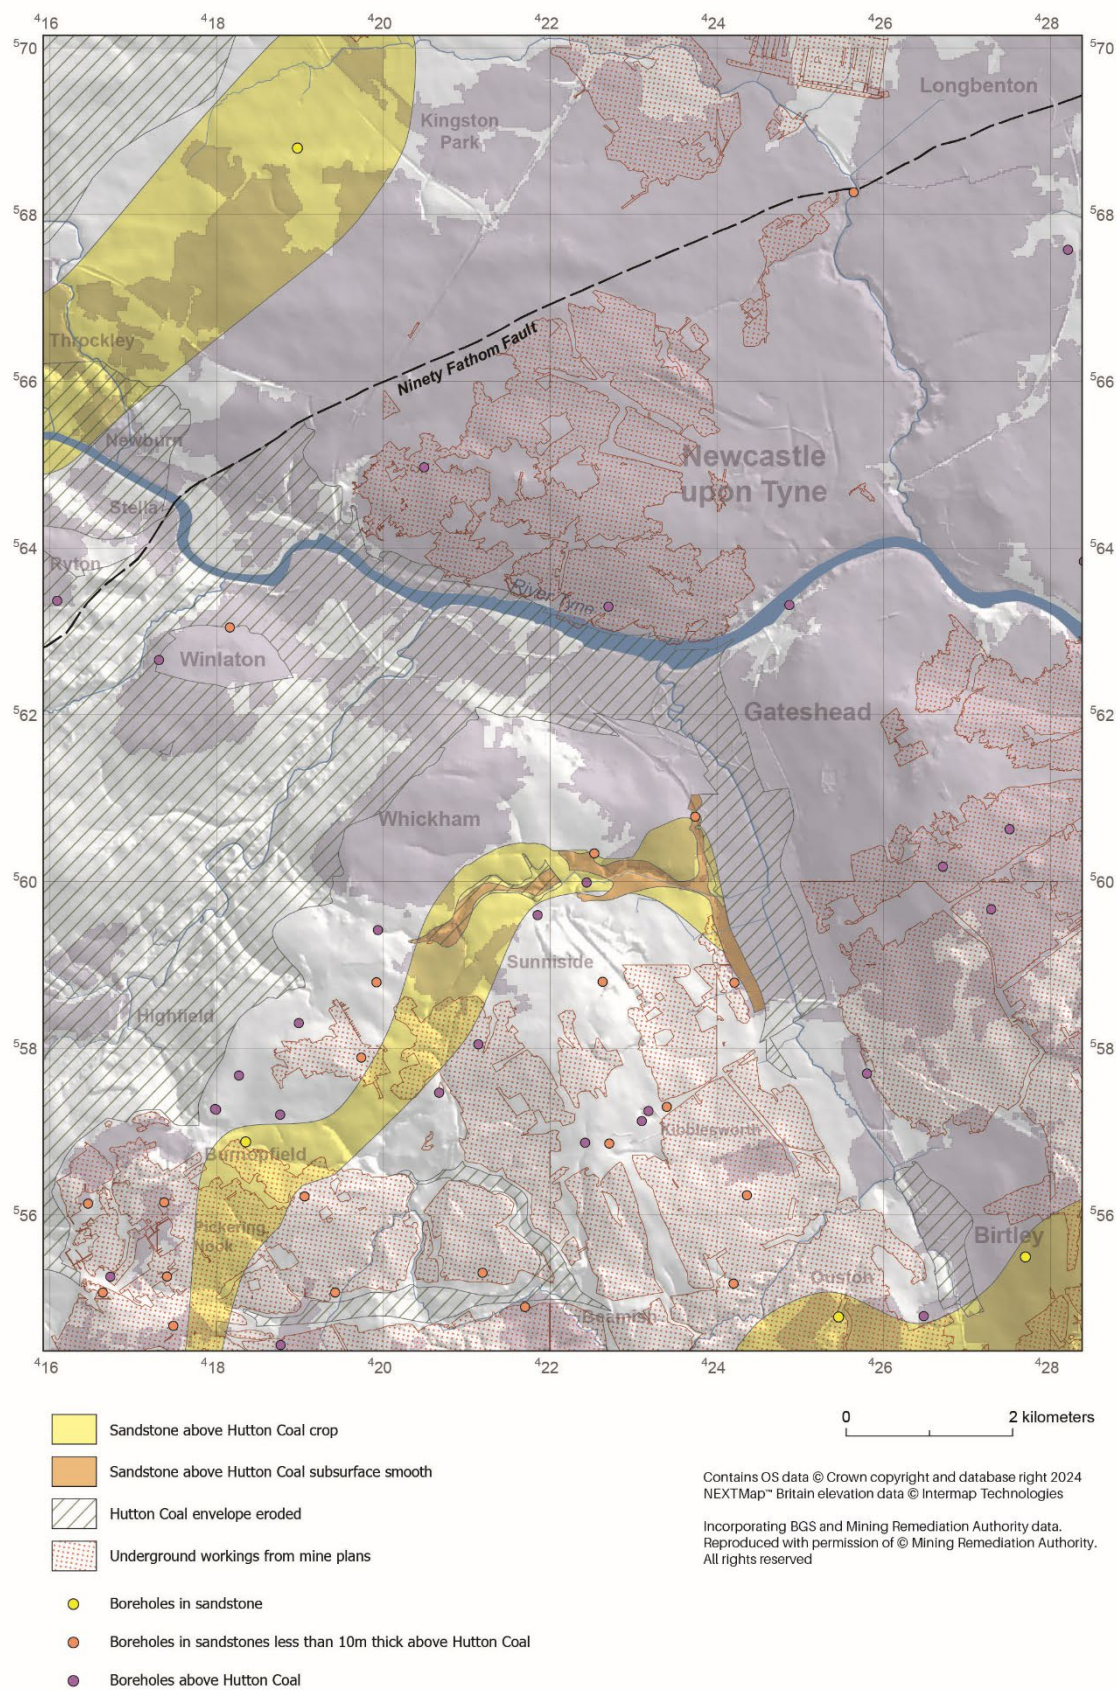 ⁴16 ⁴18 ⁴20 ⁴22 ⁴24 ⁴26 ⁴28
⁵70 ⁵70
Longbenton
Kingston
Park
⁵68 ⁵68
Throckley
⁵66 ⁵66
Ninety Fathom Fault
Newburn
Newcastle
upon Tyne
Stella
⁵64 ⁵64
Ryton
River Tyne
Winlaton
⁵62 ⁵62
Gateshead
Whickham
⁵60 ⁵60
Sunniside
Highfield
⁵58 ⁵58
Kibblesworth
Burnopfield
⁵56 ⁵56
Pickering
Nook
Birtley
Ouston
Beamish
⁴16 ⁴18 ⁴20 ⁴22 ⁴24 ⁴26 ⁴28
Sandstone above Hutton Coal crop
Sandstone above Hutton Coal subsurface smooth
Hutton Coal envelope eroded
Underground workings from mine plans
Boreholes in sandstone
Boreholes in sandstones less than 10m thick above Hutton Coal
Boreholes above Hutton Coal
0 2 kilometers
Contains OS data © Crown copyright and database right 2024
NEXTMap™ Britain elevation data © Intermap Technologies
Incorporating BGS and Mining Remediation Authority data.
Reproduced with permission of © Mining Remediation Authority.
All rights reserved